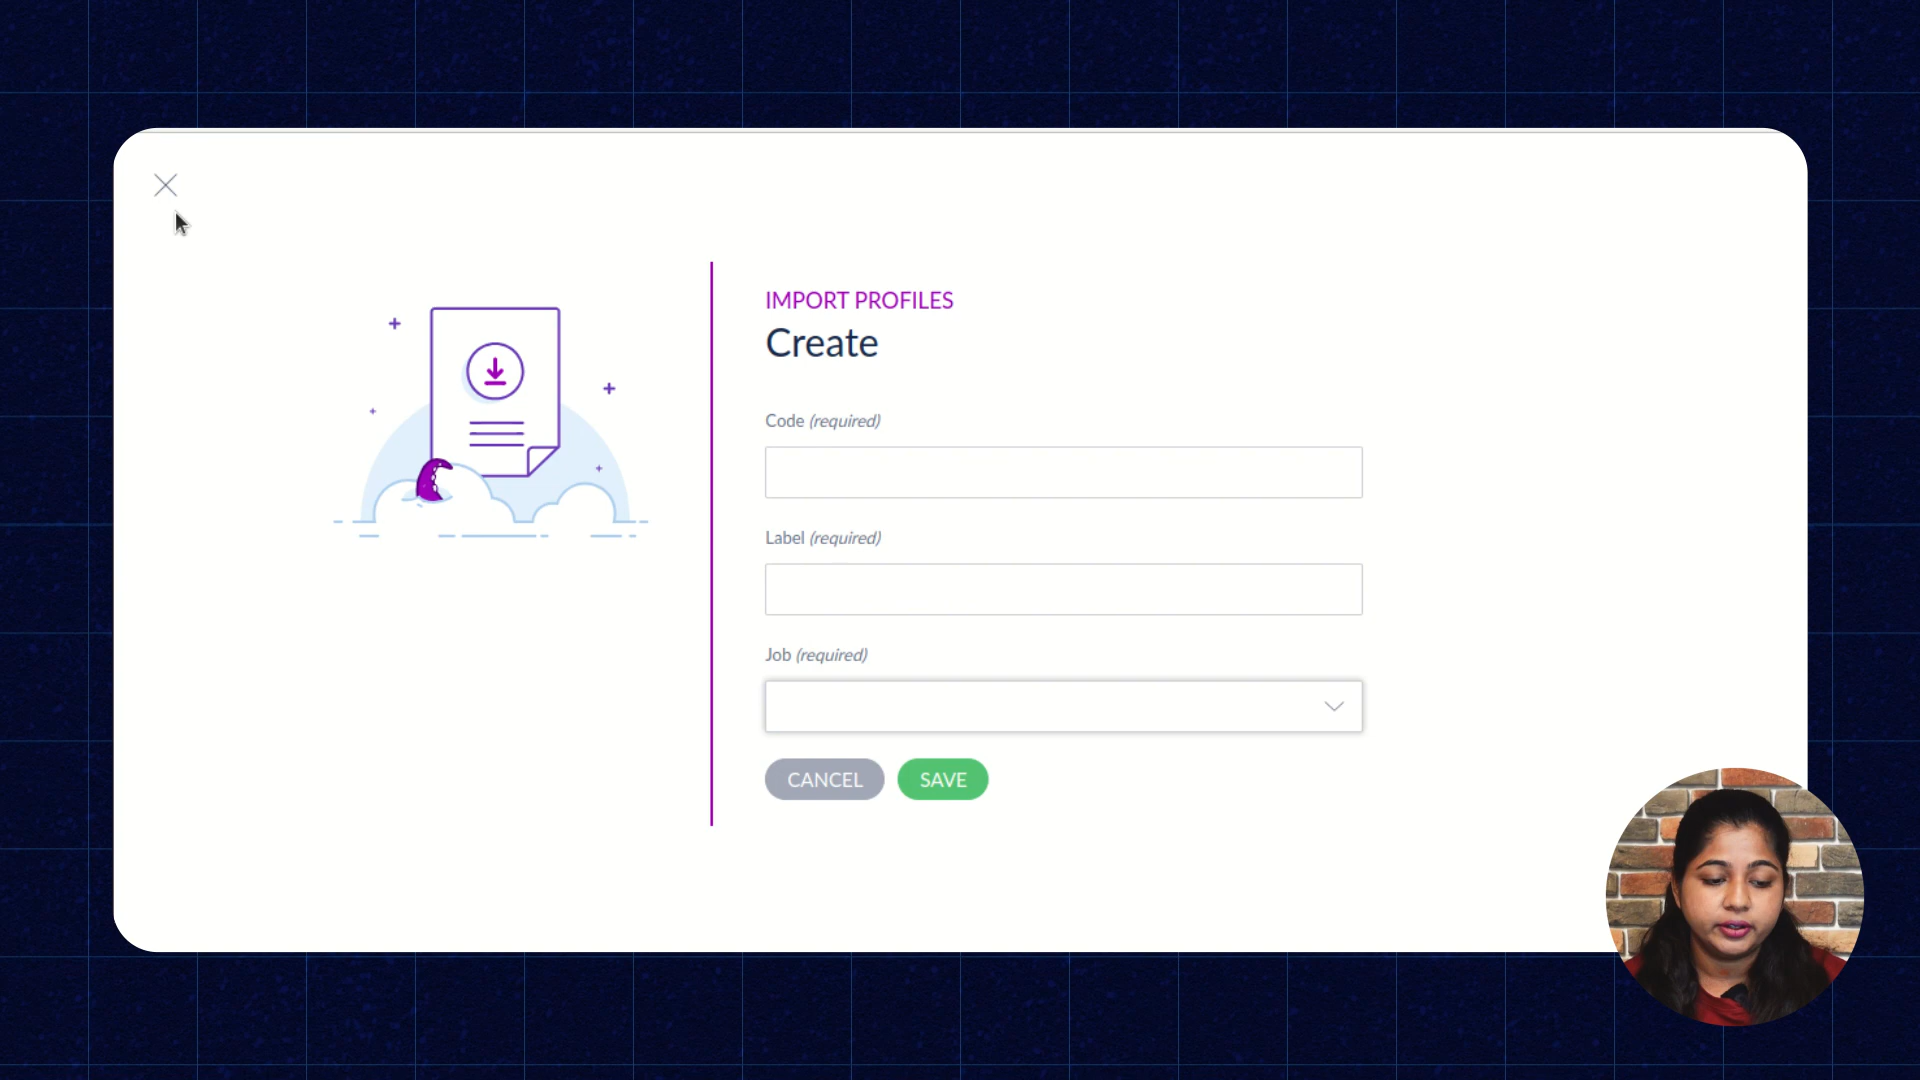 IMPORT PROFILES
Create
Code (required)
Label (required)
Job (required)
CANCEL SAVE